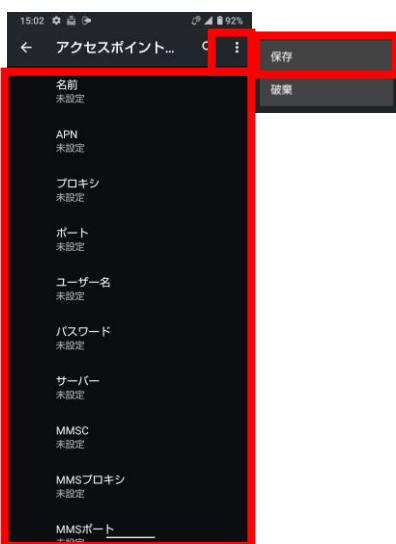 15:02 92%
アクセスポイント...
保存
破棄
名前
未設定
APN
未設定
プロキシ
未設定
ポート
未設定
ユーザー名
未設定
パスワード
未設定
サーバー
未設定
MMSC
未設定
MMSプロキシ
未設定
MMSポート